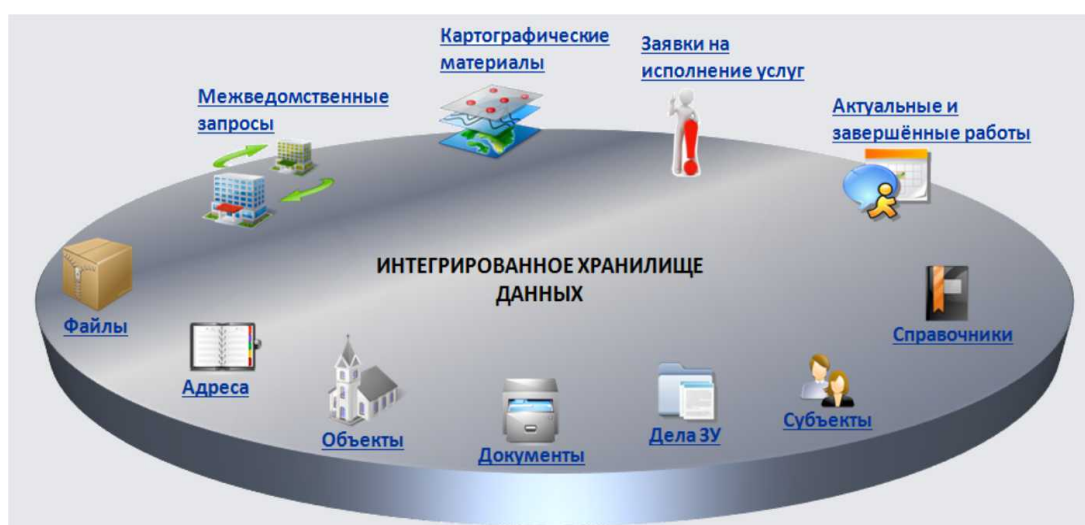 Картографические
материалы
Заявки на
исполнение услуг
Межведомственные
запросы
Актуальные и
завершённые работы
ИНТЕГРИРОВАННОЕ ХРАНИЛИЩЕ
ДАННЫХ
Файлы
Справочники
Адреса
Объекты
Документы
Дела ЗУ
Субъекты